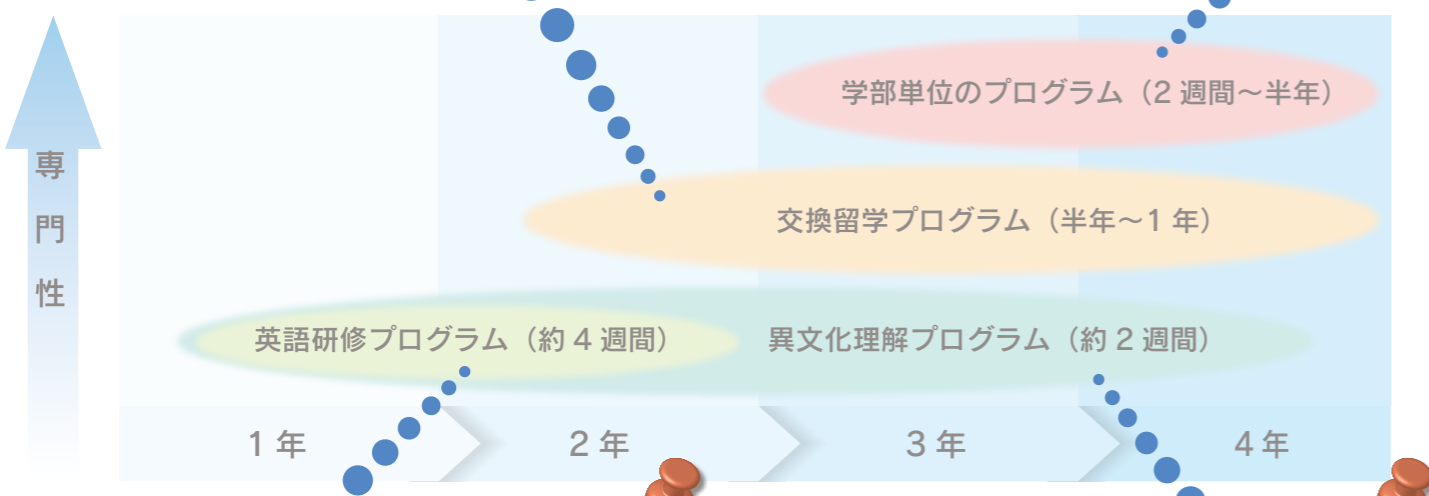 専門性
学部単位のプログラム（2 週間～半年）
交換留学プログラム（半年～1 年）
英語研修プログラム（約 4 週間）
異文化理解プログラム（約 2 週間）
1 年
2 年
3 年
4 年